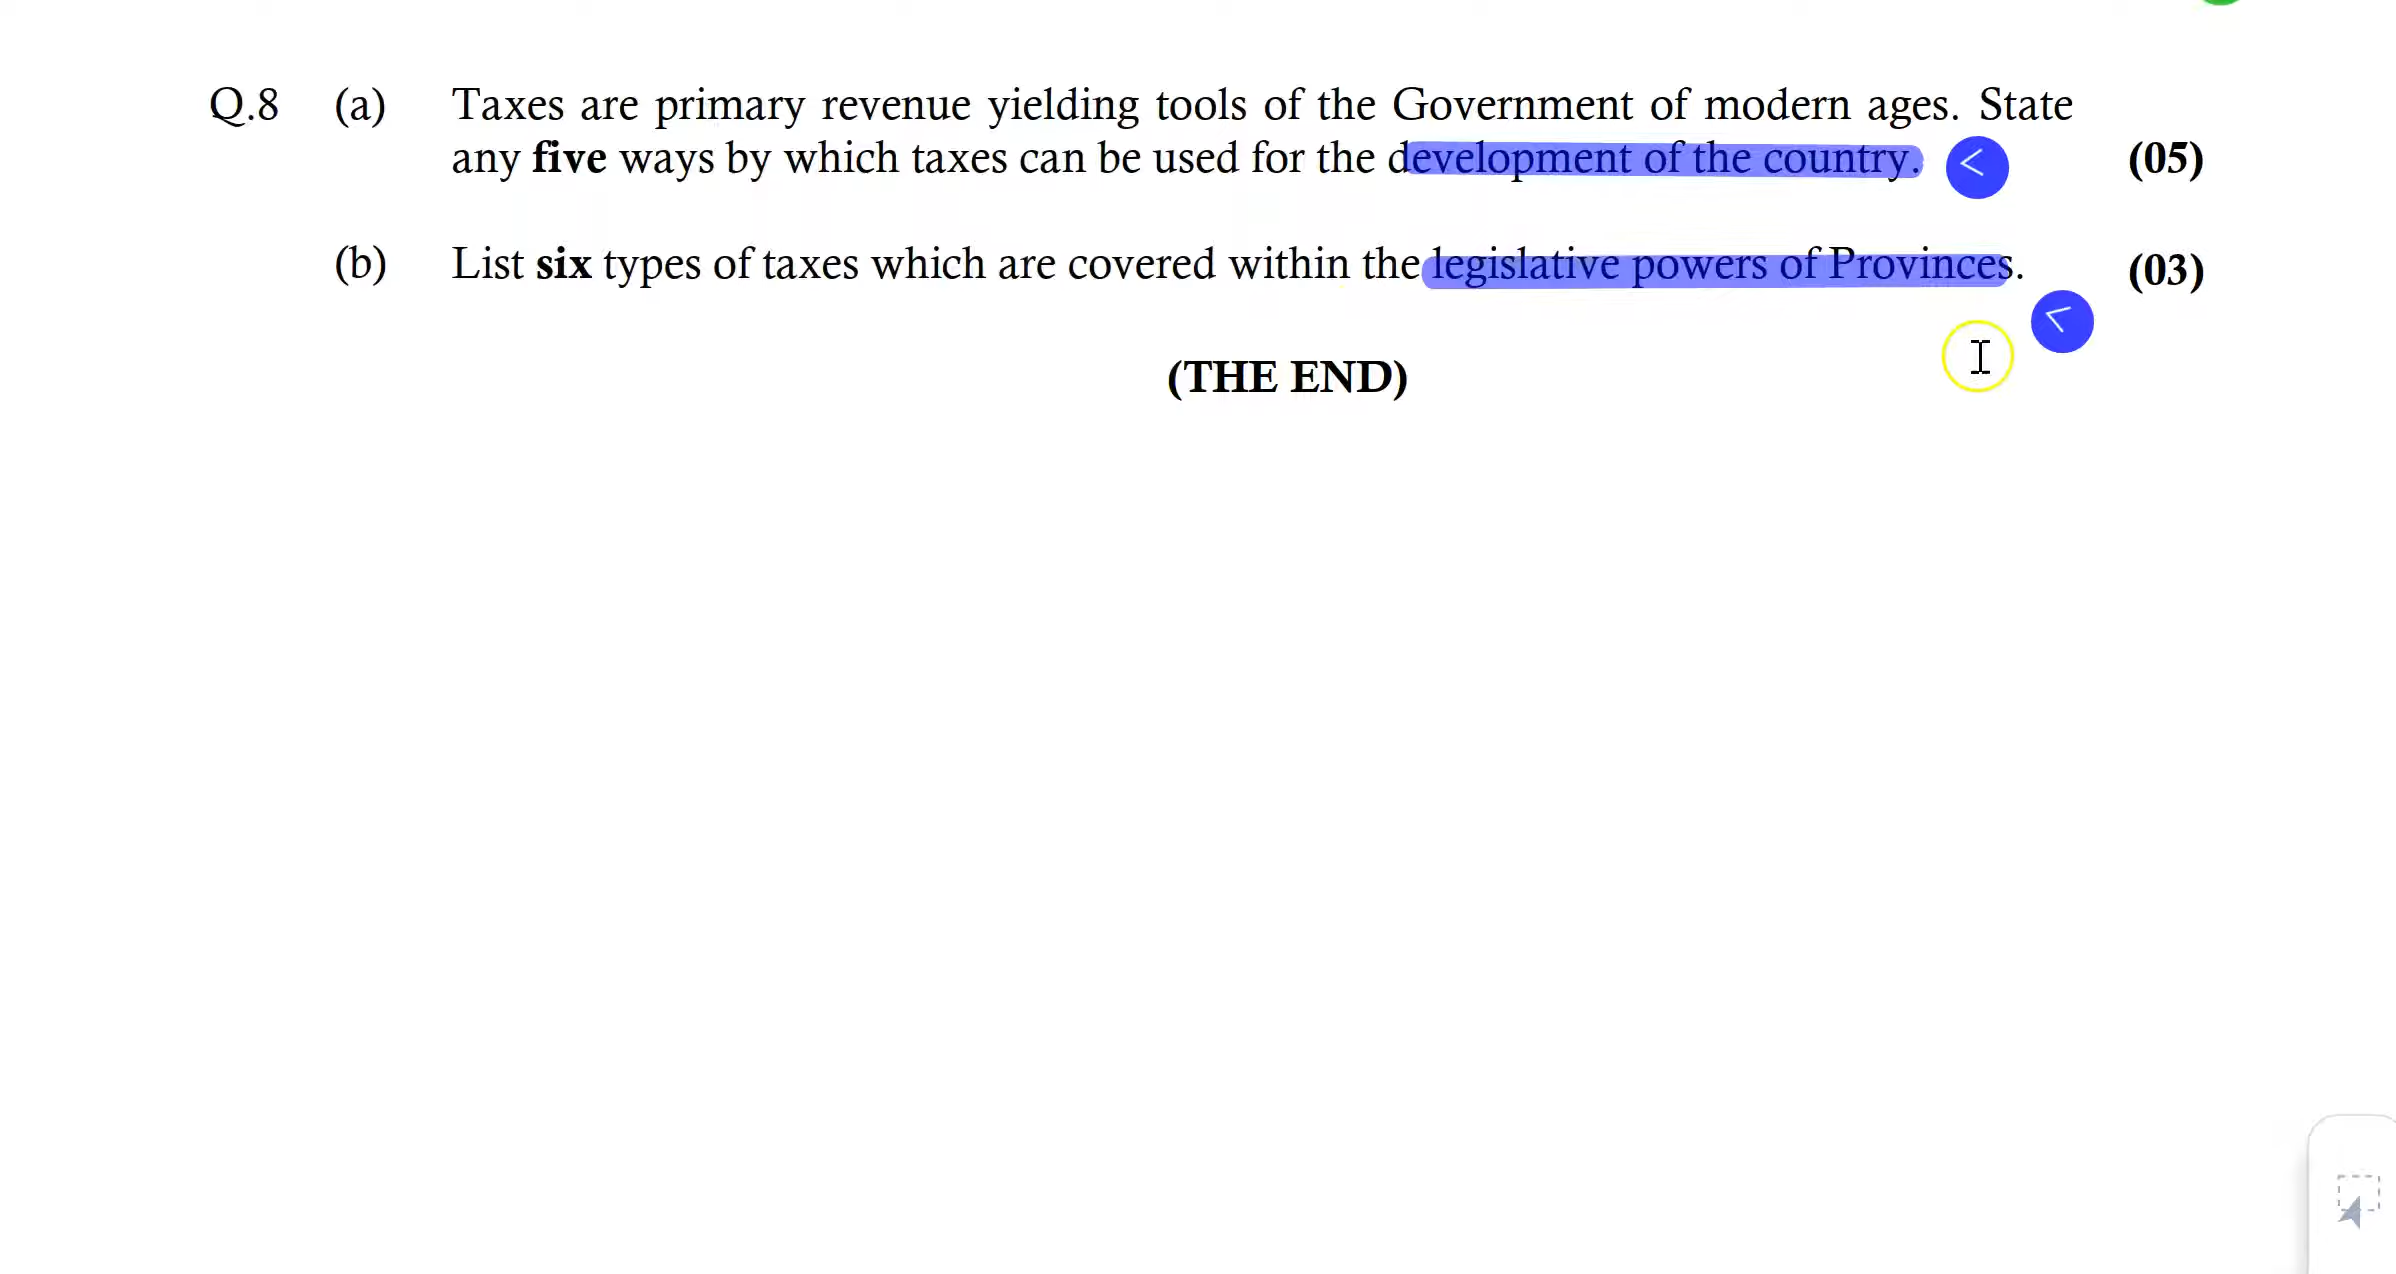 Q.8 (a) Taxes are primary revenue yielding tools of the Government of modern ages. State
any five ways by which taxes can be used for the development of the country. (05)
(b) List six types of taxes which are covered within the legislative powers of Provinces. (03)
(THE END)